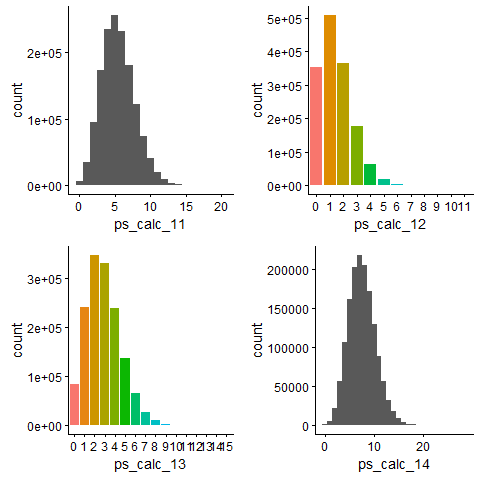 count
2e+05
1e+05
0e+00
0 5 10 15 20
ps_calc_11
count
5e+05
4e+05
3e+05
2e+05
1e+05
0e+00
0 1 2 3 4 5 6 7 8 9 1011
ps_calc_12
count
3e+05
2e+05
1e+05
0e+00
0 1 2 3 4 5 6 7 8 9 101112131415
ps_calc_13
count
200000
150000
100000
50000
0
0 10 20
ps_calc_14